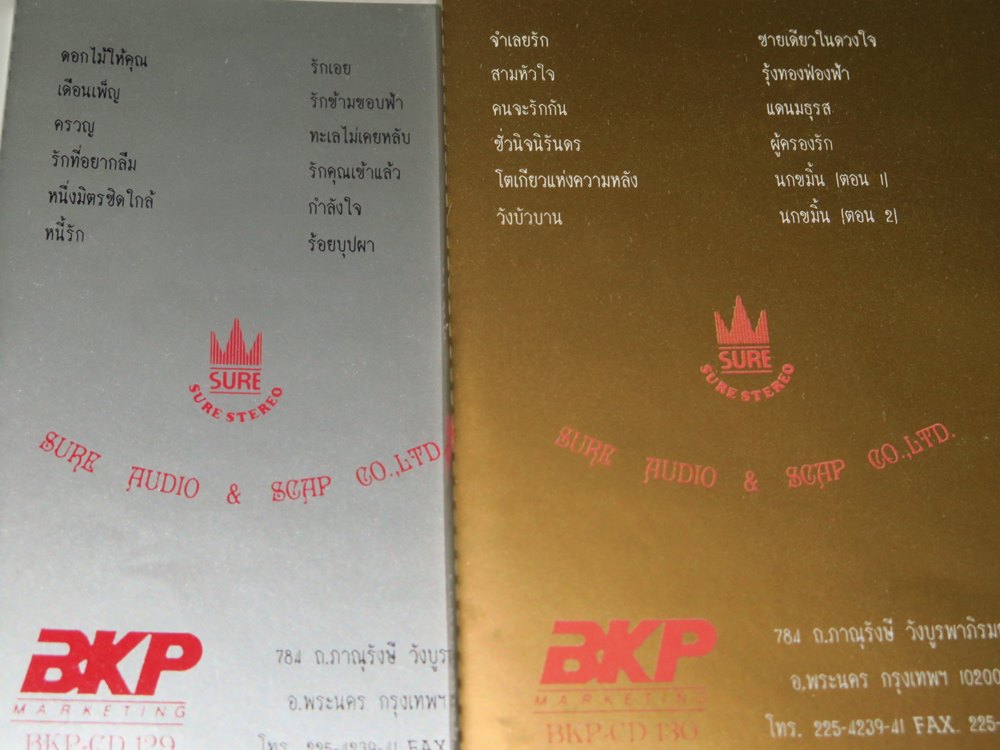 ดอกไม้ให้คุณ
เดือนเพ็ญ
ครวญ
รักที่อยากลืม
หนึ่งมิตรชิดใกล้
หนี้รัก
รักเอย
รักข้ามขอบฟ้า
ทะเลไม่เคยหลับ
รักคุณเข้าแล้ว
กำลังใจ
ร้อยบุปผา
SURE
SURE STEREO
SURE AUDIO & SCAP CO.,LTD.
BKP
MARKETING
BKP-CD 129
784 ถ.ภาณุรังษี วังบูร
อ.พระนคร กรุงเทพฯ
โทร. 225-4239-41 FAX
จำเลยรัก
สามหัวใจ
คนจะรักกัน
ชั่วนิจนิรันดร
โตเกียวแห่งความหลัง
วังบัวบาน
ชายเดียวในดวงใจ
รุ้งทองฟ่องฟ้า
แดนมธุรส
ผู้ครองรัก
นกขมิ้น (ตอน 1)
นกขมิ้น (ตอน 2)
SURE
SURE STEREO
SURE AUDIO & SCAP CO.,LTD.
BKP
MARKETING
BKP-CD 130
784 ถ.ภาณุรังษี วังบูรพาภิรม
อ.พระนคร กรุงเทพฯ 10200
โทร. 225-4239-41 FAX. 225-